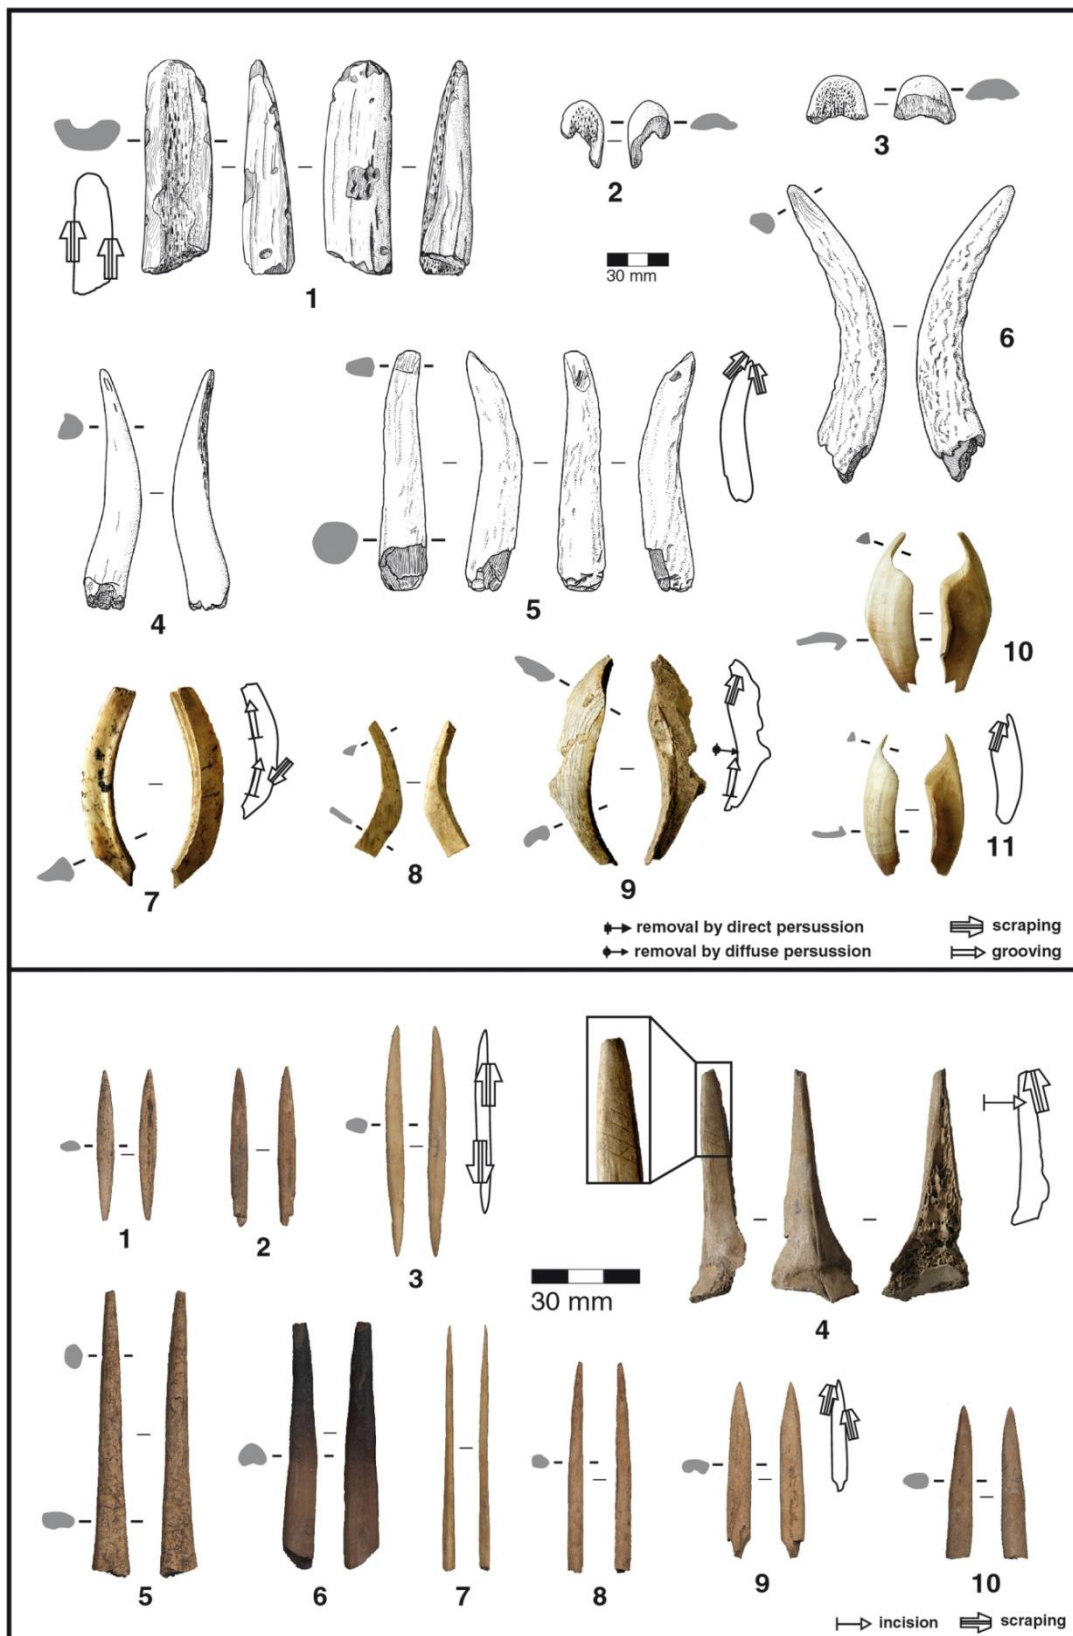 1
2
3
30 mm
6
4
5
10
7
8
9
11
removal by direct persussion
scraping
removal by diffuse persussion
grooving
1
2
3
30 mm
4
5
6
7
8
9
10
incision
scraping